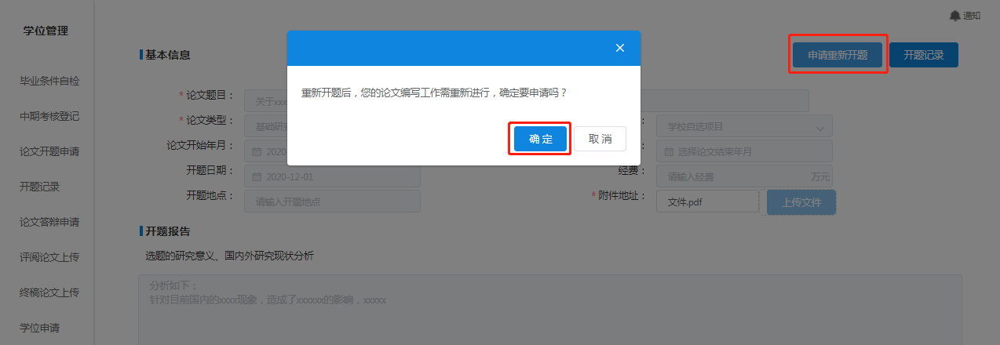 学位管理
通知
毕业条件自检
中期考核登记
论文开题申请
开题记录
论文答辩申请
评阅论文上传
终稿论文上传
学位申请
基本信息
申请重新开题
开题记录
重新开题后，您的论文编写工作需重新进行，确定要申请吗？
确 定
取 消
* 论文题目：
关于xxx
* 论文类型：
基础研
：
学校自选项目
论文开始年月：
2020
：
选择论文结束年月
开题日期：
2020-12-01
经费：
请输入经费
万元
开题地点：
请输入开题地点
* 附件地址：
文件.pdf
上传文件
开题报告
选题的研究意义、国内外研究现状分析
分析如下：
针对目前国内的xxxx现象，造成了xxxxxx的影响，xxxxx